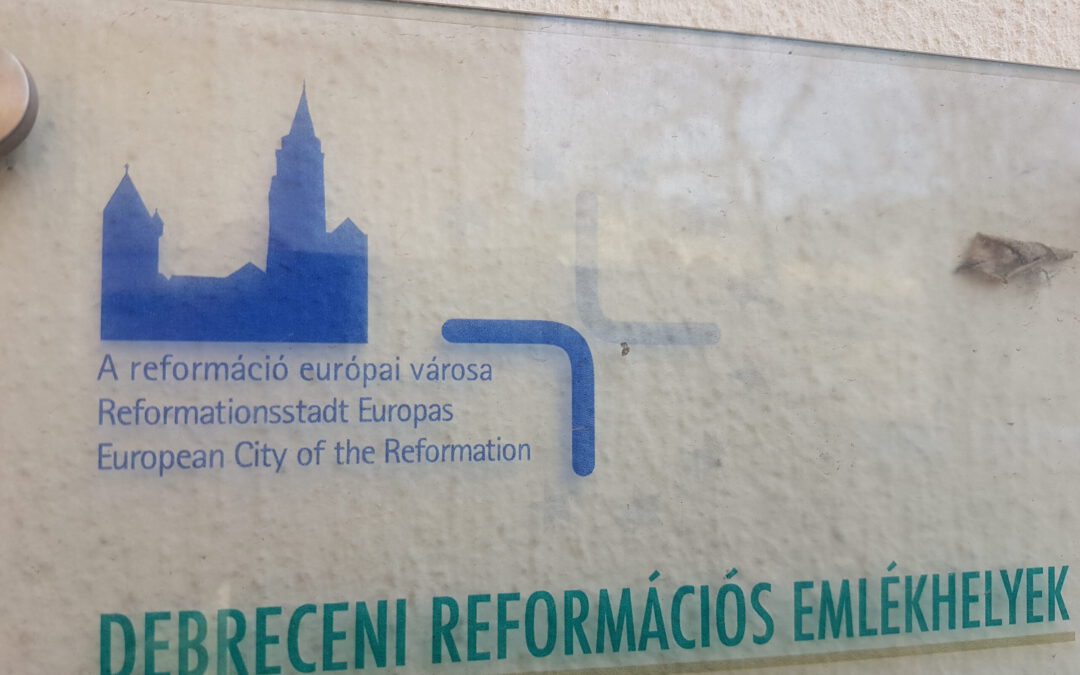 A reformáció európai városa
Reformationsstadt Europas
European City of the Reformation
DEBRECENI REFORMÁCIÓS EMLÉKHELYEK